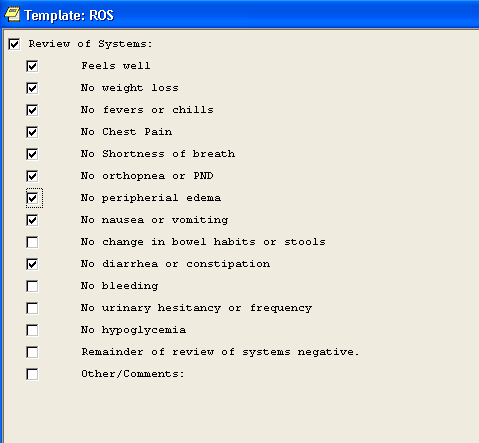 Template: ROS
Review of Systems:
Feels well
No weight loss
No fevers or chills
No Chest Pain
No Shortness of breath
No orthopnea or PND
No peripherial edema
No nausea or vomiting
No change in bowel habits or stools
No diarrhea or constipation
No bleeding
No urinary hesitancy or frequency
No hypoglycemia
Remainder of review of systems negative.
Other/Comments: